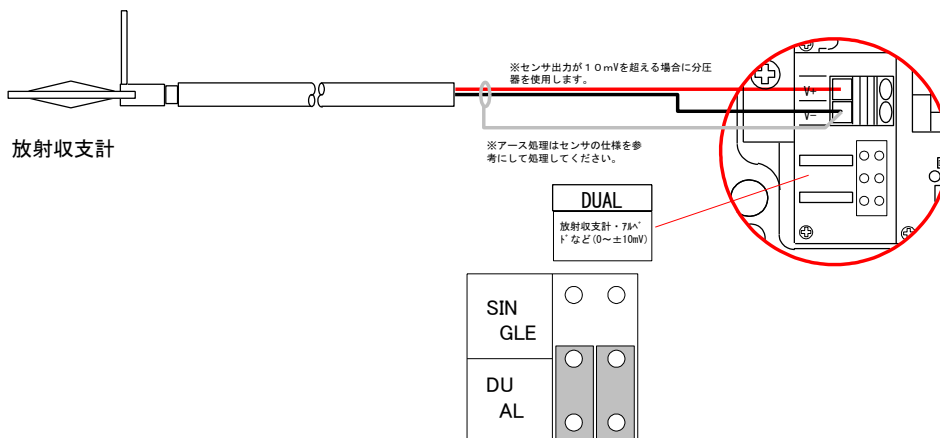 ※センサ出力が１０mVを超える場合に分圧
器を使用します。
V+
V-
放射収支計
※アース処理はセンサの仕様を参
考にして処理してください。
DUAL
放射収支計・ｱﾙﾍﾞ
ﾄﾞなど(0～±10mV)
SIN
GLE
DU
AL